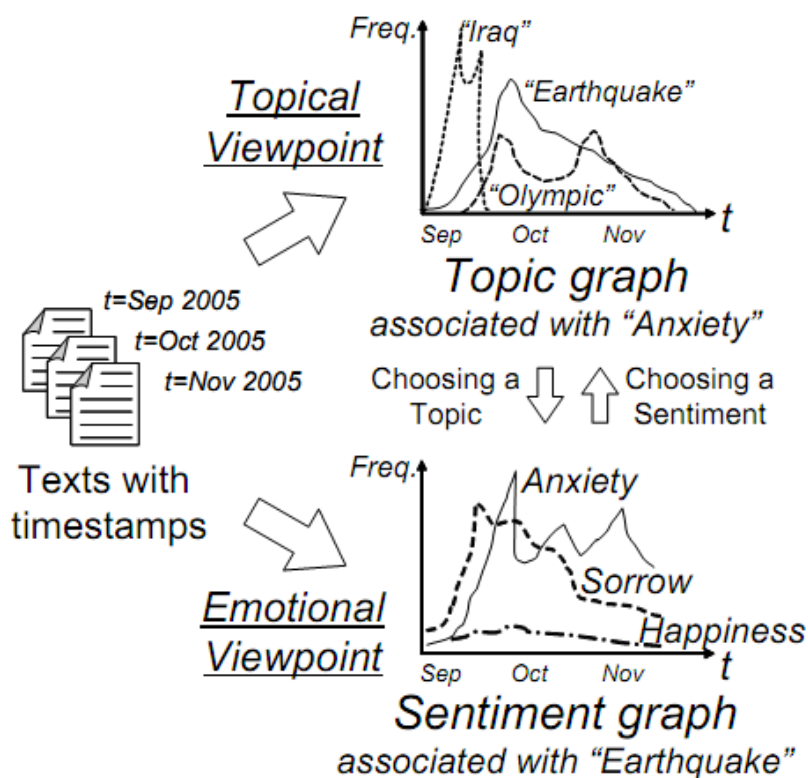 Freq.
"Iraq"
"Earthquake"
"Olympic"
t
Sep
Oct
Nov
Topical
Viewpoint
Topic graph
associated with "Anxiety"
t=Sep 2005
t=Oct 2005
t=Nov 2005
Texts with
timestamps
Choosing a
Topic
Choosing a
Sentiment
Freq.
Anxiety
Sorrow
Happiness
Sep
Oct
Nov
t
Emotional
Viewpoint
Sentiment graph
associated with "Earthquake"